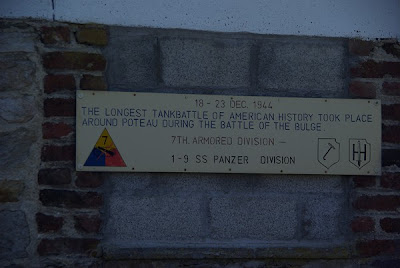 18 - 23 DEC. 1944
THE LONGEST TANKBATTLE OF AMERICAN HISTORY TOOK PLACE
AROUND POTEAU DURING THE BATTLE OF THE BULGE.
7TH. ARMORED DIVISION -
1-9 SS PANZER DIVISION
7